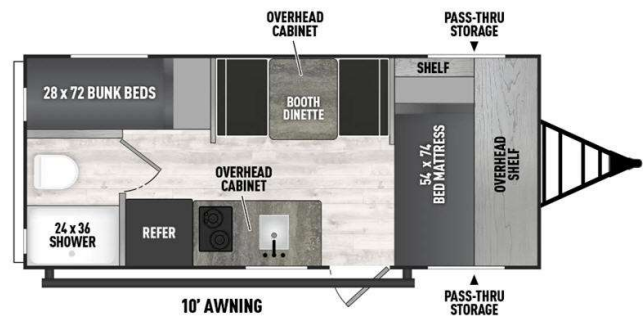 OVERHEAD
CABINET
PASS-THRU
STORAGE
SHELF
28 x 72 BUNK BEDS
BOOTH
DINETTE
54 x 74
BED MATTRESS
OVERHEAD
SHELF
OVERHEAD
CABINET
24 x 36
SHOWER
REFER
10' AWNING
PASS-THRU
STORAGE